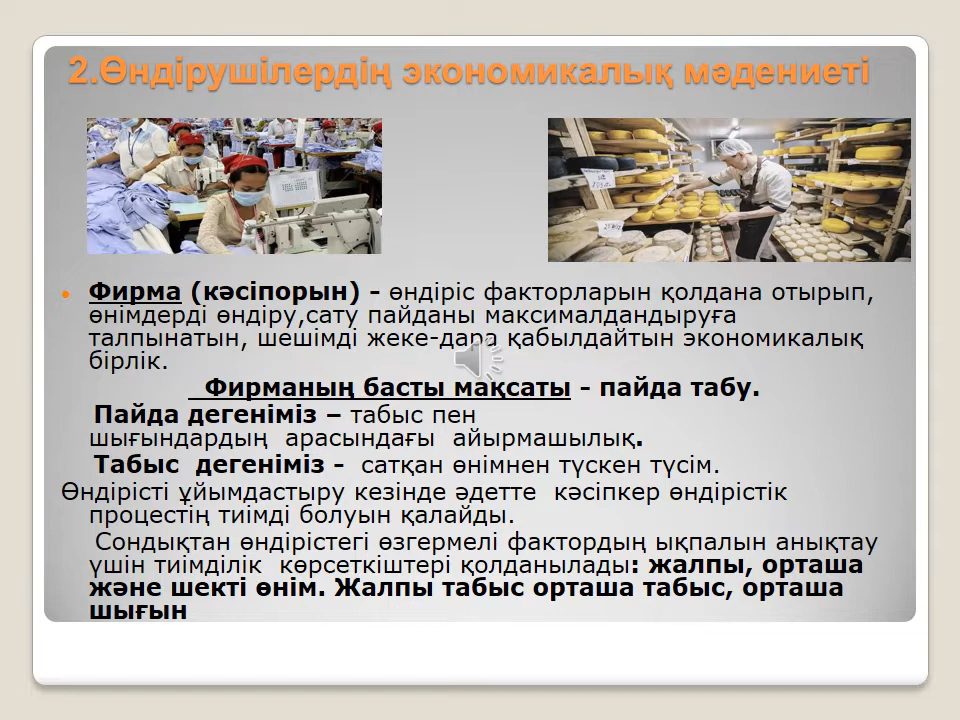 2.Өндірушілердің экономикалық мәдениеті
Фирма (кәсіпорын) - өндіріс факторларын қолдана отырып,
өнімдерді өндіру,сату пайданы максималдандыруға
талпынатын, шешімді жеке-дара қабылдайтын экономикалық
бірлік.
Фирманың басты мақсаты – пайда табу.
Пайда дегеніміз – табыс пен
шығындардың арасындағы айырмашылық.
Табыс дегеніміз - сатқан өнімнен түскен түсім.
Өндірісті ұйымдастыру кезінде әдетте кәсіпкер өндірістік
процестің тиімді болуын қалайды.
Сондықтан өндірістегі өзгермелі фактордың ықпалын анықтау
үшін тиімділік көрсеткіштері қолданылады: жалпы, орташа
және шекті өнім. Жалпы табыс орташа табыс, орташа
шығын